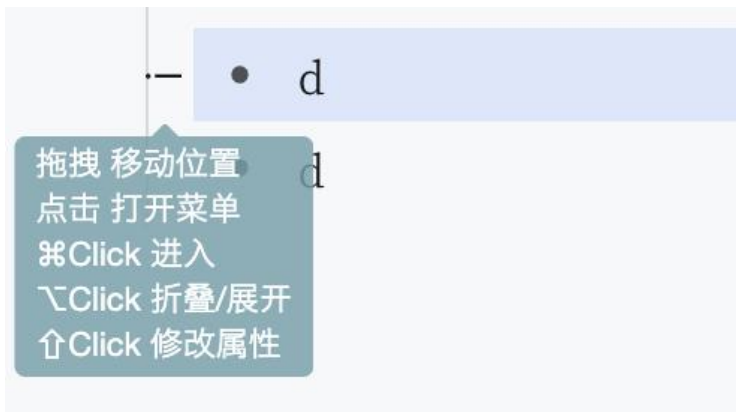 • d
• d
拖拽 移动位置
点击 打开菜单
⌘Click 进入
⌥Click 折叠/展开
⇧Click 修改属性